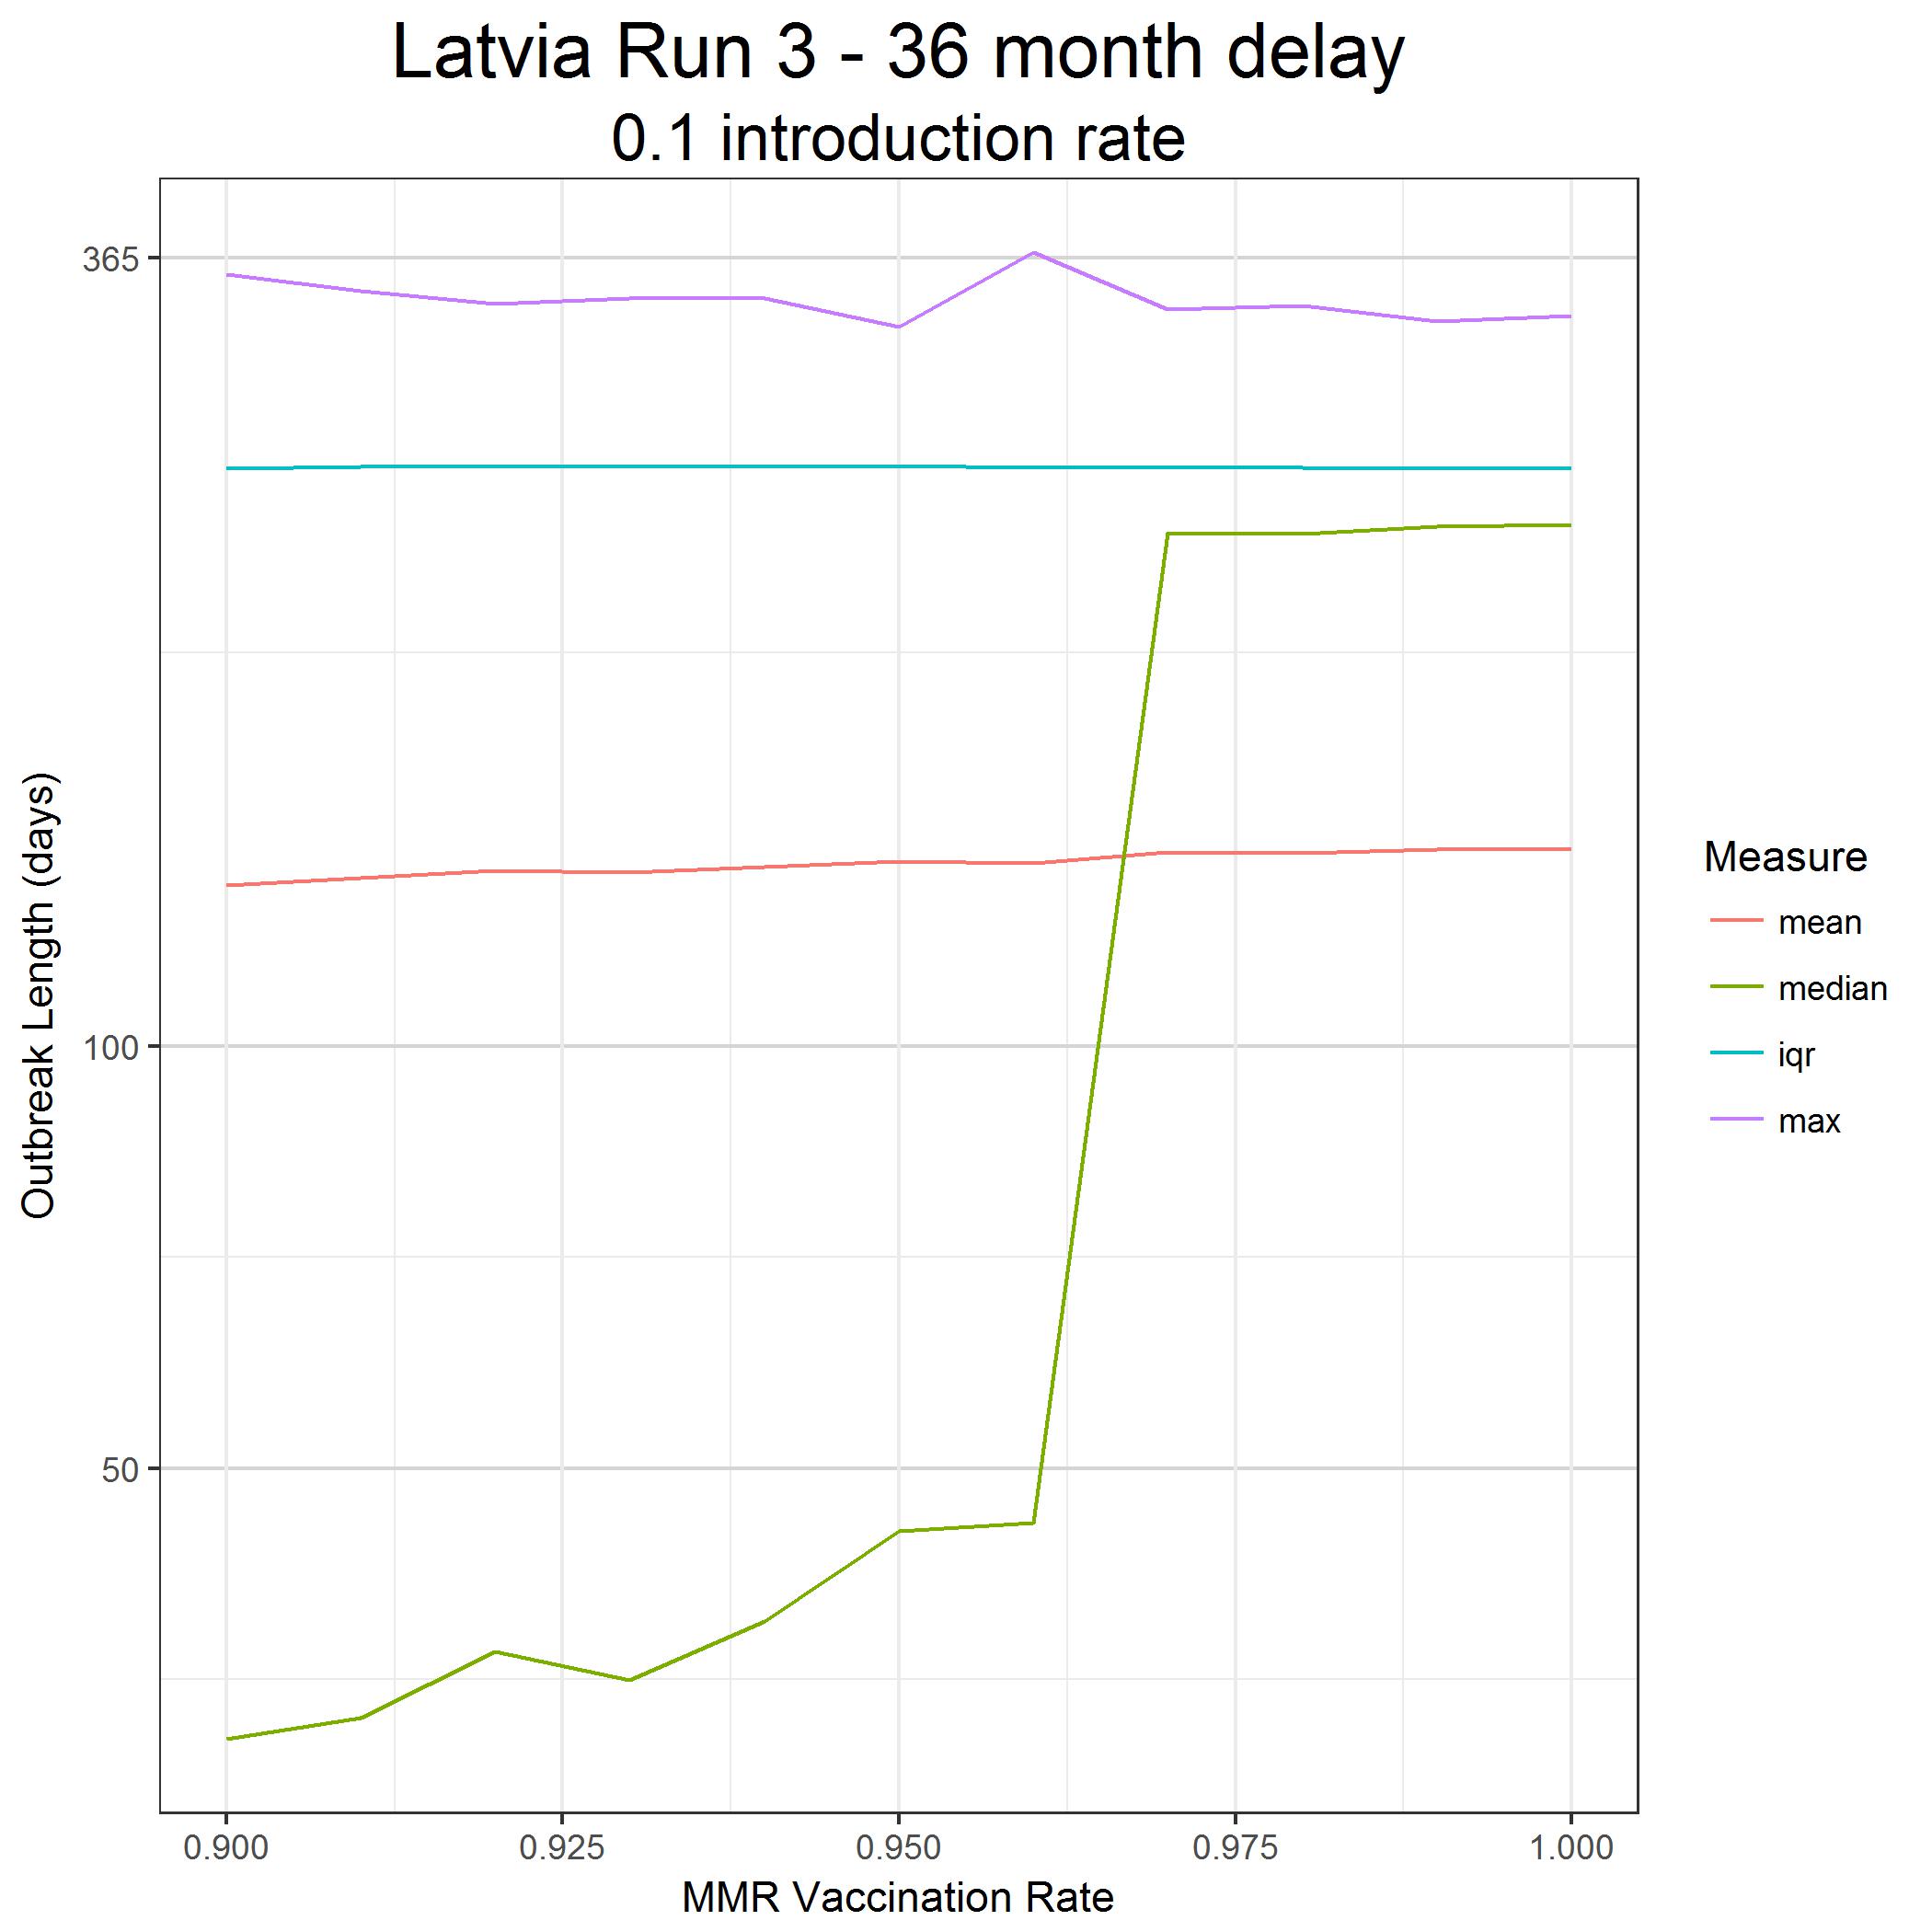 Latvia Run 3 - 36 month delay
0.1 introduction rate
365
100
50
Outbreak Length (days)
0.900
0.925
0.950
0.975
1.000
MMR Vaccination Rate
Measure
mean
median
iqr
max